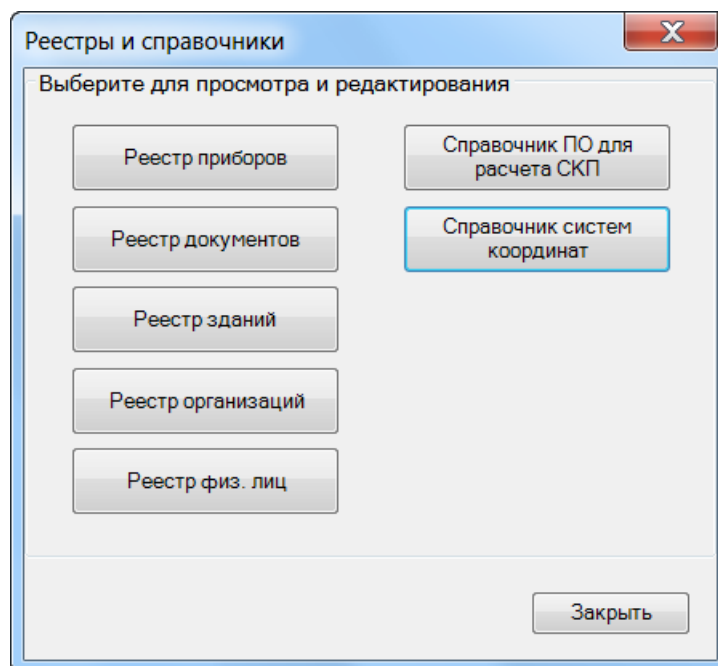 Реестры и справочники
Выберите для просмотра и редактирования
Реестр приборов
Реестр документов
Реестр зданий
Реестр организаций
Реестр физ. лиц
Справочник ПО для
расчета СКП
Справочник систем
координат
Закрыть